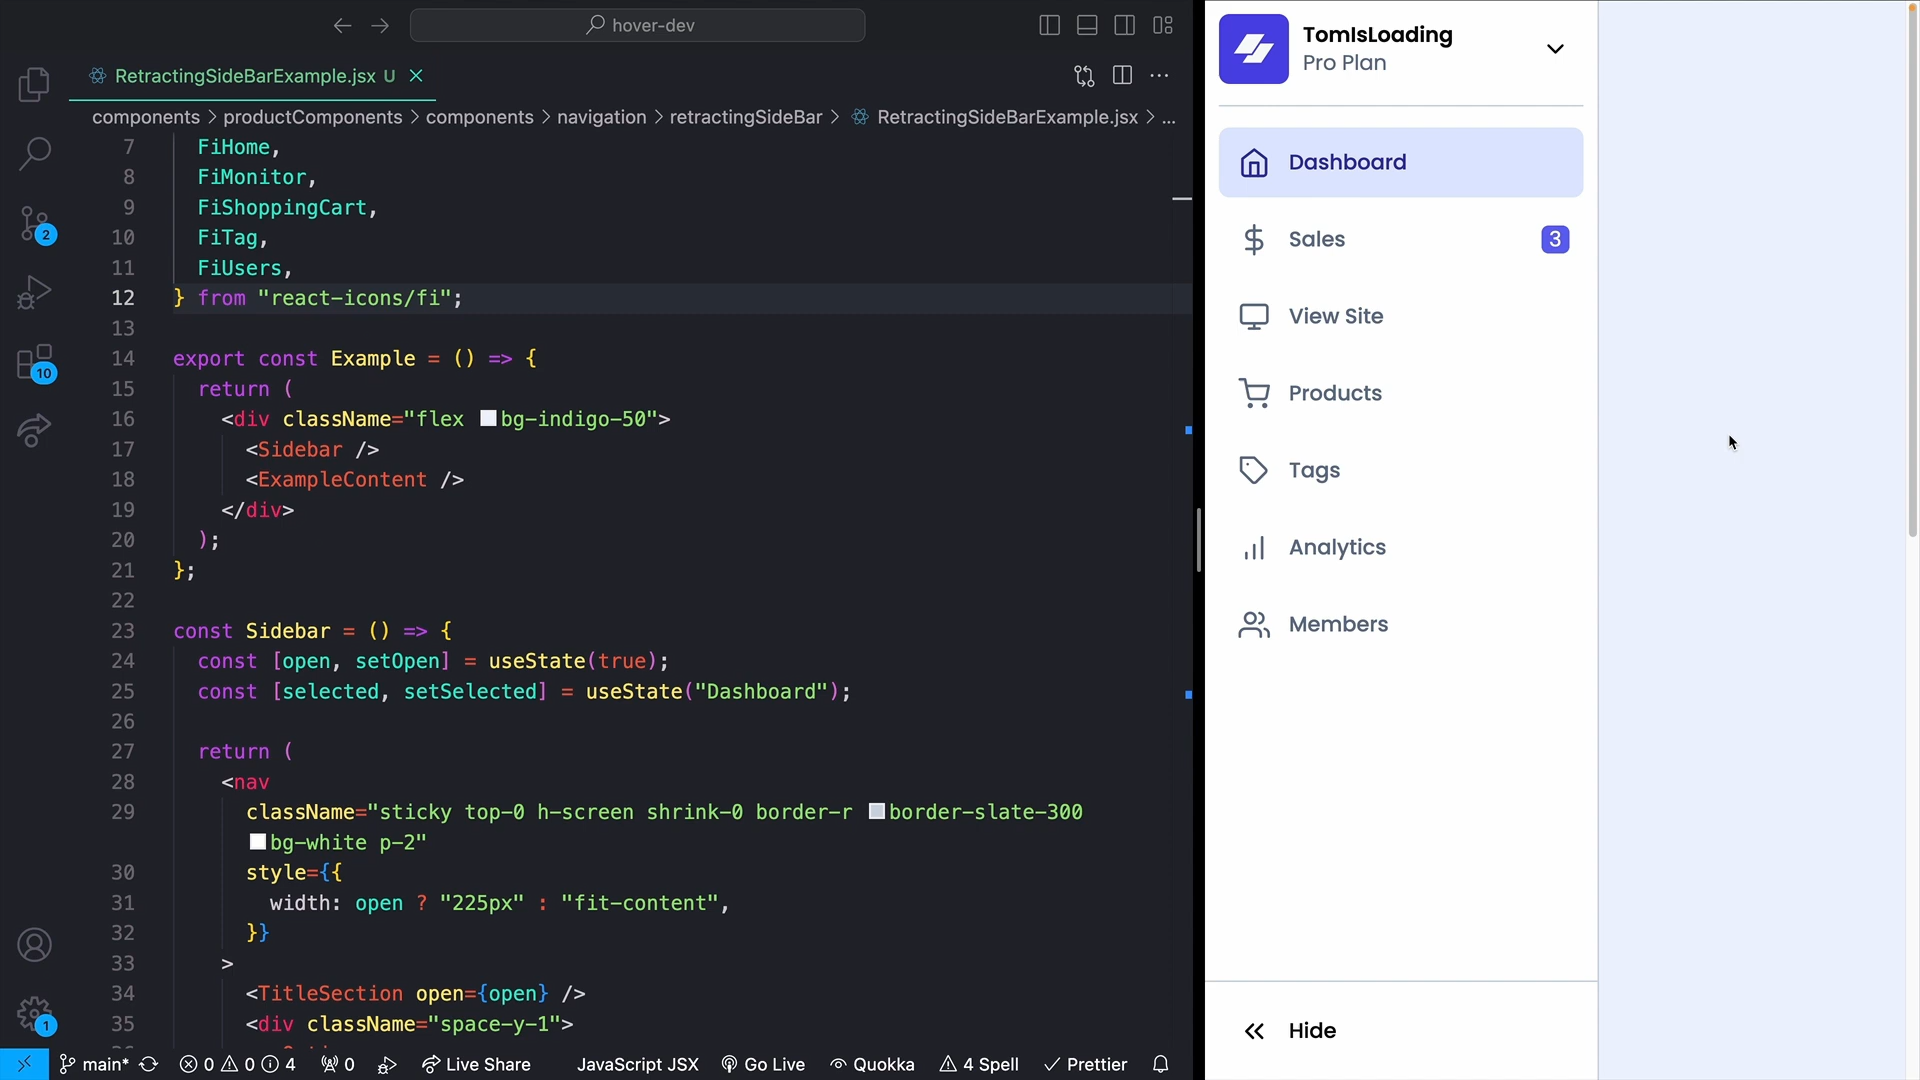 hover-dev
RetractingSideBarExample.jsx U
components > productComponents > components > navigation > retractingSideBar > RetractingSideBarExample.jsx > ...
7 FiHome,
8 FiMonitor,
9 FiShoppingCart,
10 FiTag,
11 FiUsers,
12 } from "react-icons/fi";
13
14 export const Example = () => {
15 return (
16 <div className="flex bg-indigo-50">
17 <Sidebar />
18 <ExampleContent />
19 </div>
20 );
21 };
22
23 const Sidebar = () => {
24 const [open, setOpen] = useState(true);
25 const [selected, setSelected] = useState("Dashboard");
26
27 return (
28 <nav
29 className="sticky top-0 h-screen shrink-0 border-r border-slate-300
bg-white p-2"
30 style={{
31 width: open ? "225px" : "fit-content",
32 }}
33 >
34 <TitleSection open={open} />
35 <div className="space-y-1">
2
10
1
main* 0 0 4 0 Live Share JavaScript JSX Go Live Quokka 4 Spell Prettier
TomIsLoading
Pro Plan
Dashboard
Sales 3
View Site
Products
Tags
Analytics
Members
Hide